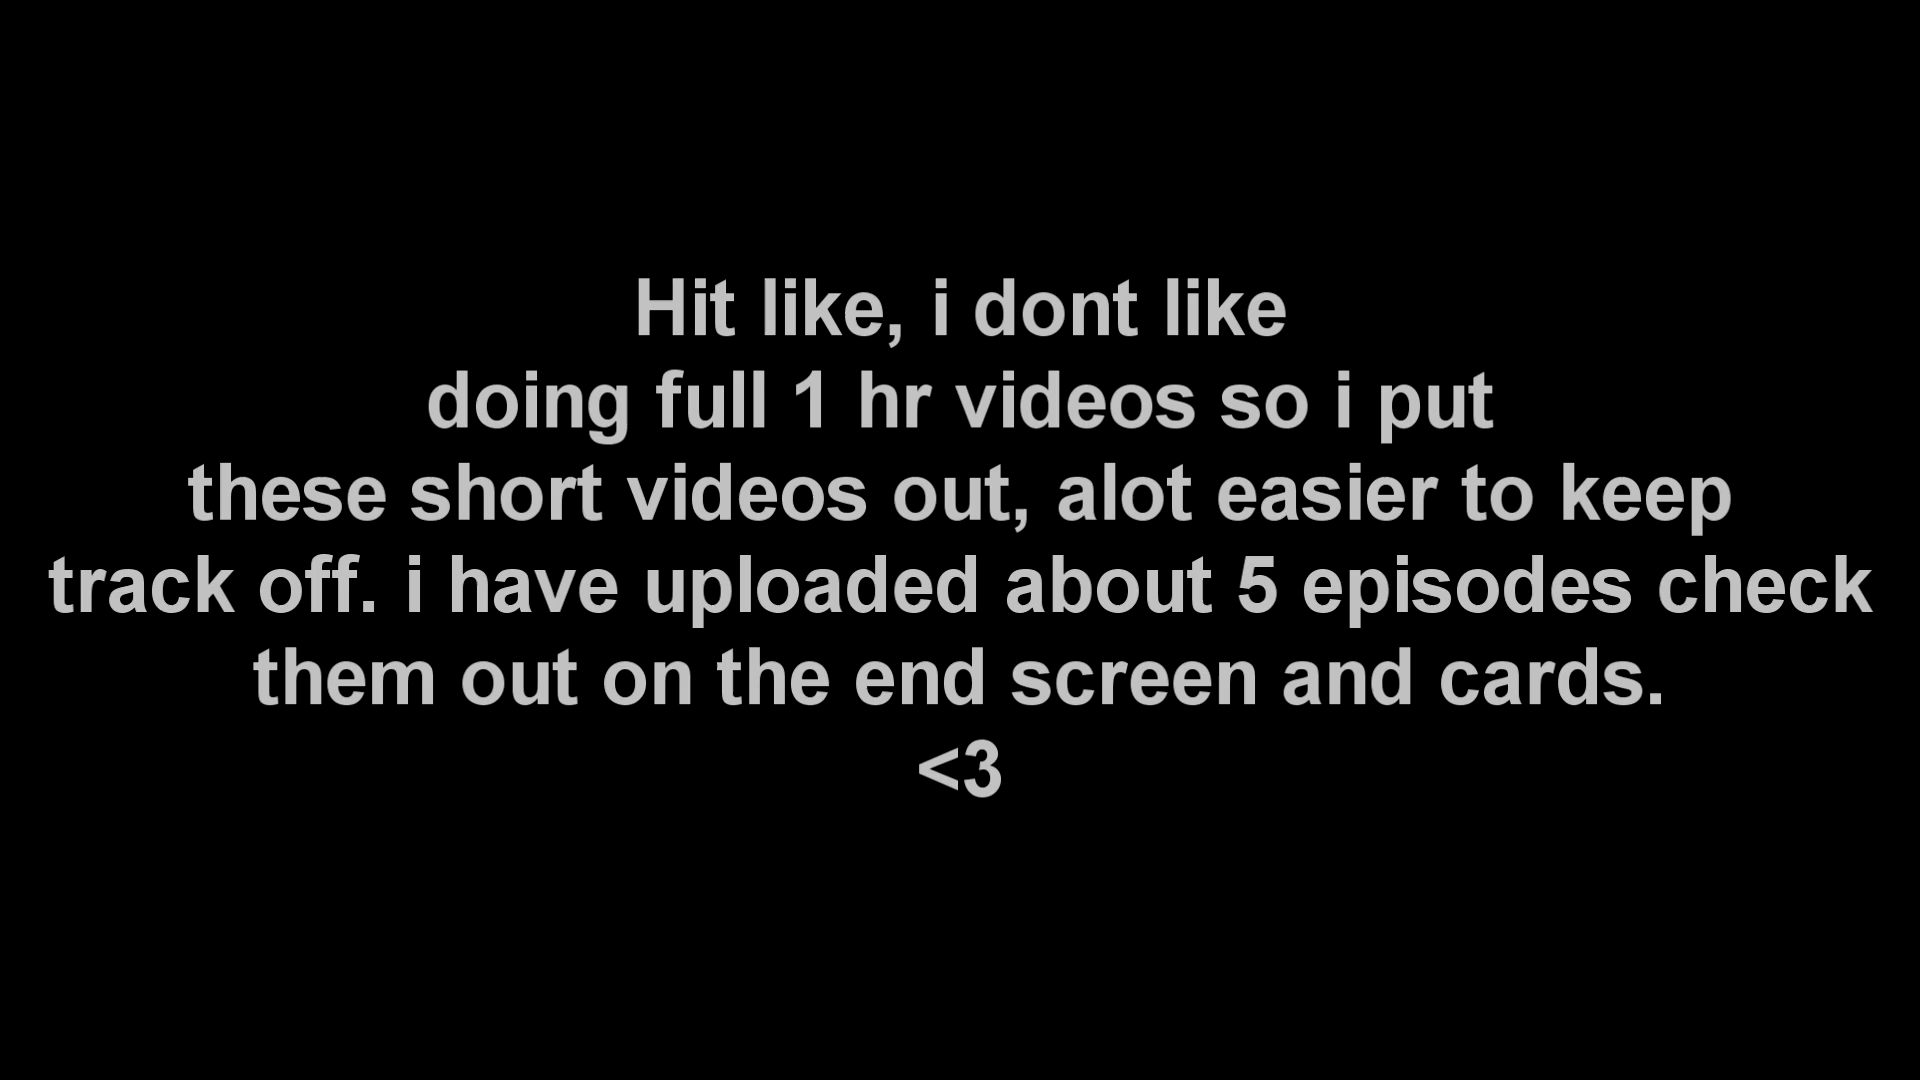 Hit like, i dont like
doing full 1 hr videos so i put
these short videos out, alot easier to keep
track off. i have uploaded about 5 episodes check
them out on the end screen and cards.
<3